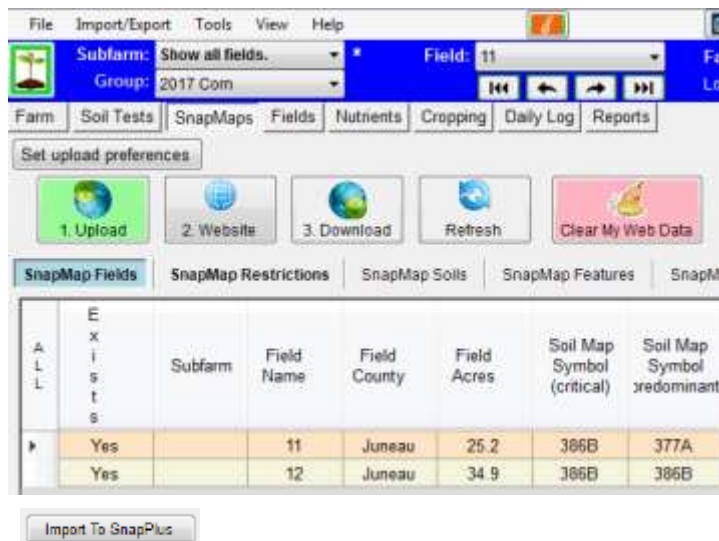 File Import/Export Tools View Help
Subfarm: Show all fields. * Field: 11
Group: 2017 Corn
Farm Soil Tests SnapMaps Fields Nutrients Cropping Daily Log Reports
Set upload preferences
1. Upload 2. Website 3. Download Refresh Clear My Web Data
SnapMap Fields SnapMap Restrictions SnapMap Soils SnapMap Features SnapM
ALL Exists Subfarm Field Name Field County Field Acres Soil Map Symbol (critical) Soil Map Symbol predominant
Yes 11 Juneau 25.2 386B 377A
Yes 12 Juneau 34.9 386B 386B
Import To SnapPlus